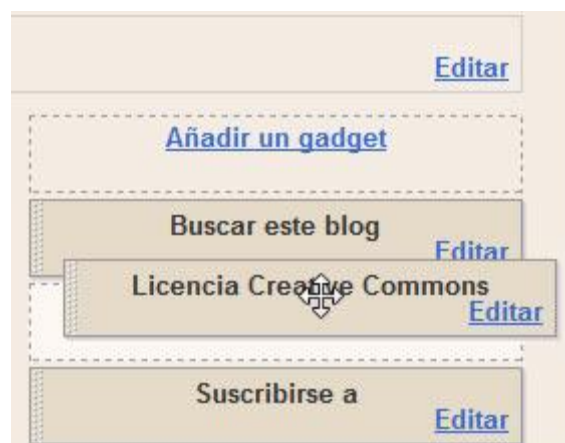 Editar
Añadir un gadget
Buscar este blog
Editar
Licencia Creative Commons
Editar
Suscribirse a
Editar